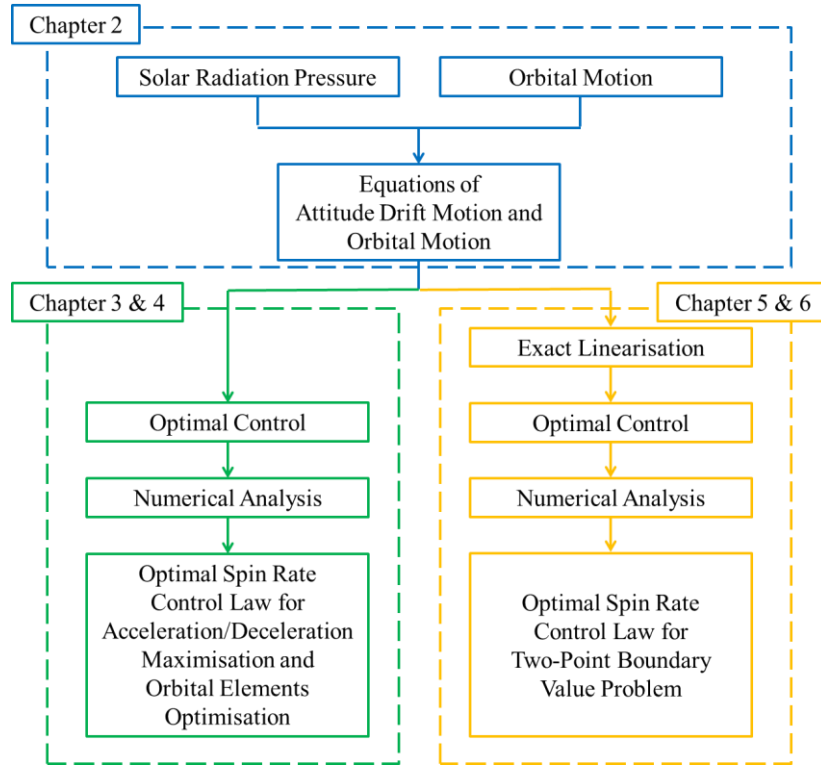 Chapter 2
Solar Radiation Pressure
Orbital Motion
Equations of
Attitude Drift Motion and
Orbital Motion
Chapter 3 & 4
Optimal Control
Numerical Analysis
Optimal Spin Rate
Control Law for
Acceleration/Deceleration
Maximisation and
Orbital Elements
Optimisation
Chapter 5 & 6
Exact Linearisation
Optimal Control
Numerical Analysis
Optimal Spin Rate
Control Law for
Two-Point Boundary
Value Problem